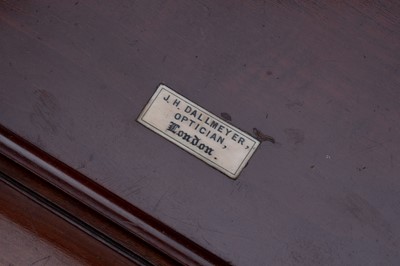 J. H. DALLMEYER,
OPTICIAN,
London.